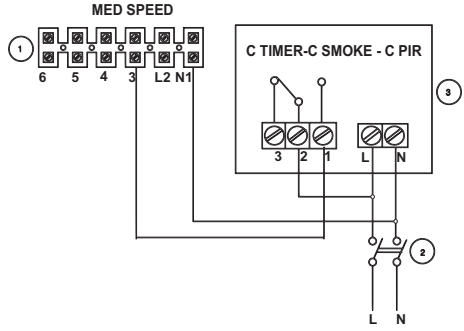 MED SPEED
1
6 5 4 3 L2 N1
C TIMER-C SMOKE - C PIR
3
3 2 1 L N
2
L N